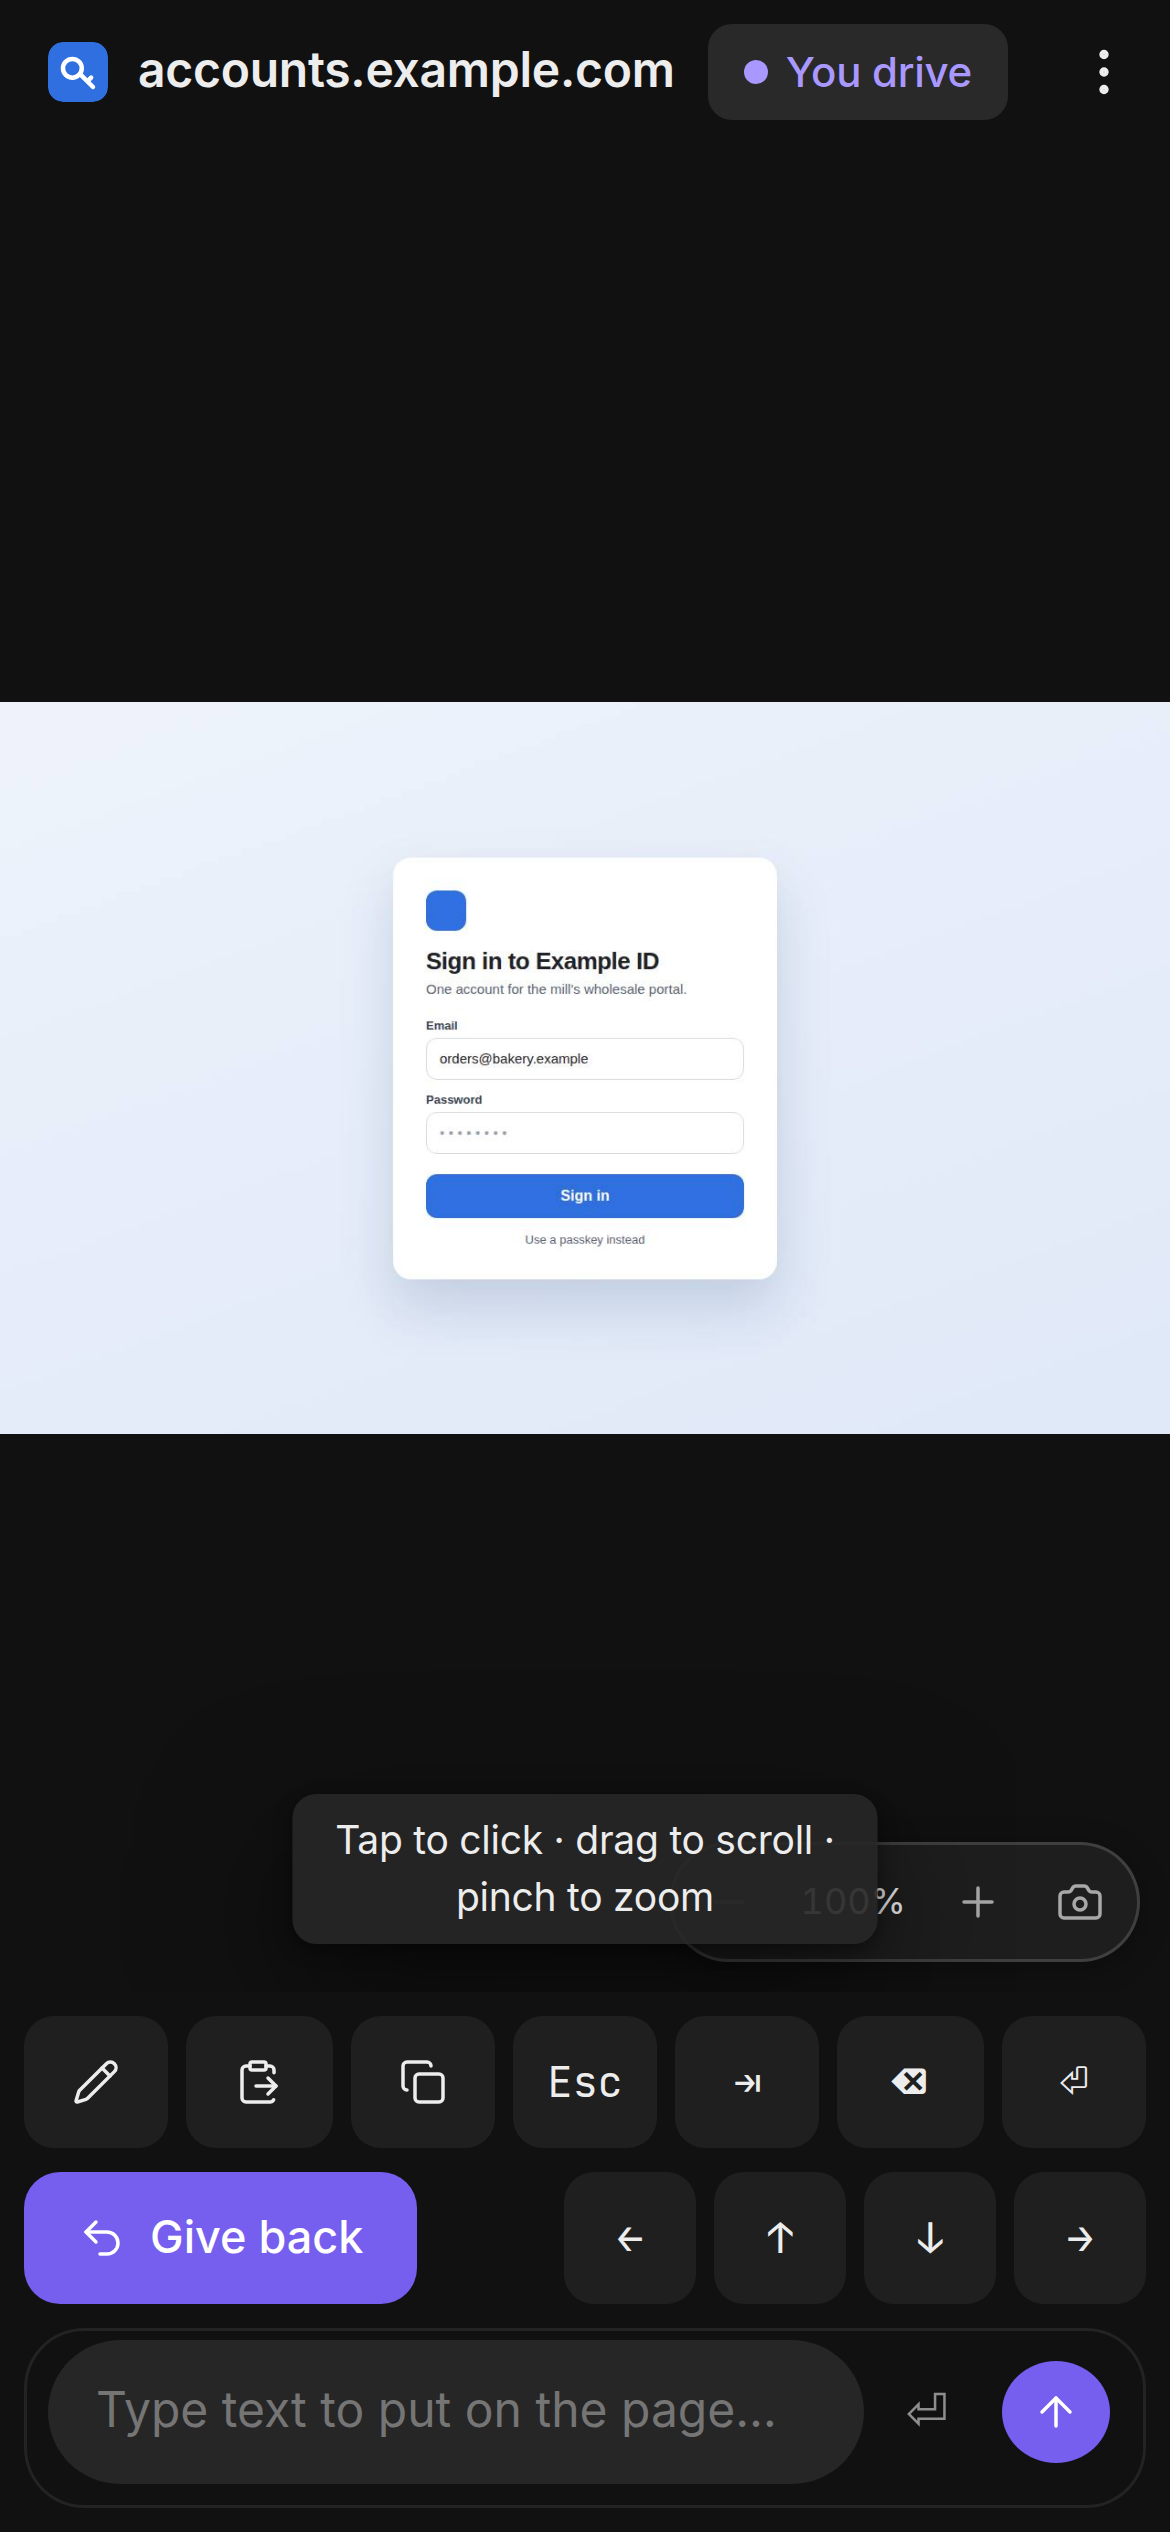 accounts.example.com
You drive
Sign in to Example ID
One account for the mill's wholesale portal.
Email
orders@bakery.example
Password
Sign in
Use a passkey instead
Tap to click · drag to scroll ·
pinch to zoom
100%
Esc
Give back
Type text to put on the page...